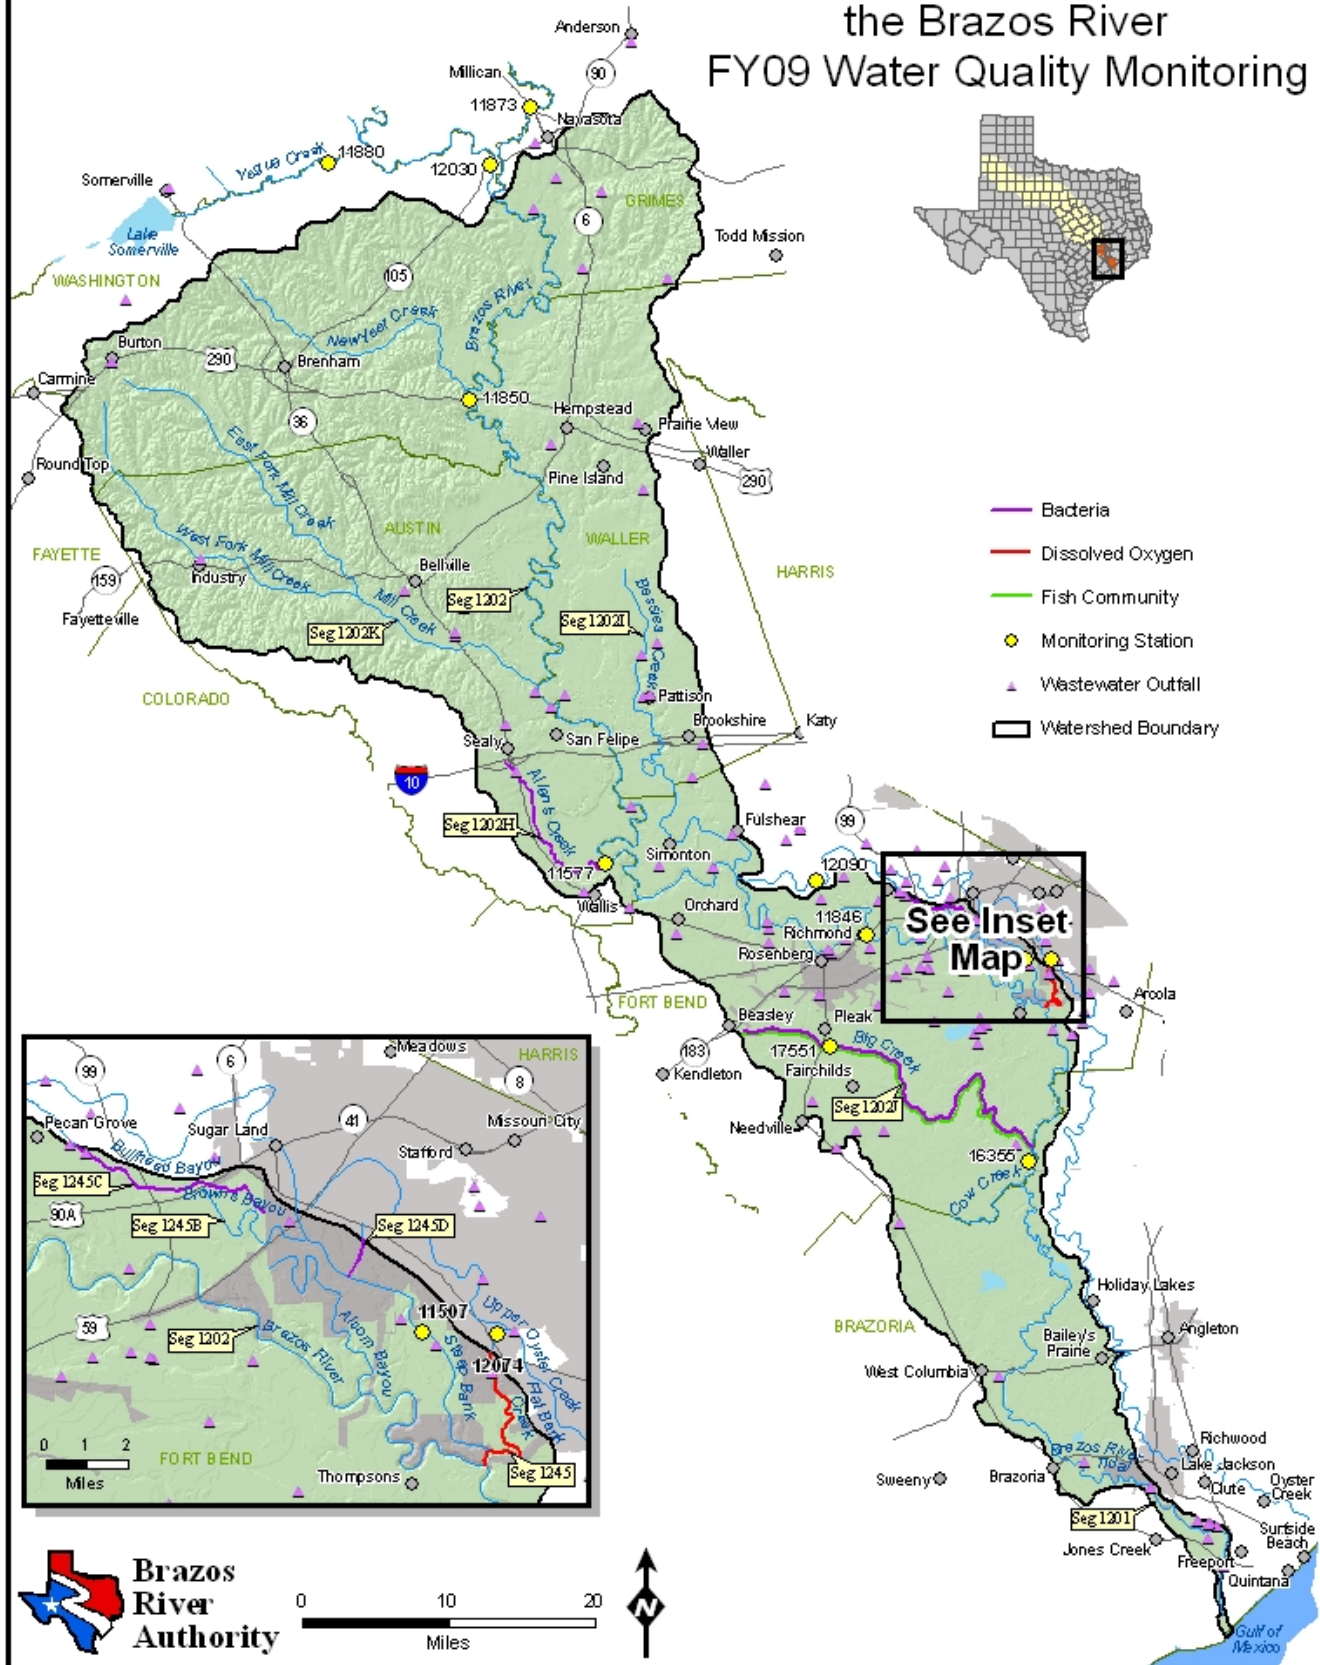 the Brazos River
FY09 Water Quality Monitoring
Anderson
90
Millican
11873
Navasota
Yegua Creek
11880
12030
Somerville
Lake
Somerville
GRIMES
6
Todd Mission
WASHINGTON
105
Brazos River
Newyear Creek
Burton
290
Brenham
Carmine
11850
36
Hempstead
Prairie View
Waller
290
Round Top
East Fork Mill Creek
Pine Island
AUSTIN
WALLER
FAYETTE
West Fork Mill Creek
HARRIS
159
Industry
Bellville
Bessies Creek
Fayetteville
Seg 1202
Mill Creek
Seg 1202I
Seg 1202K
COLORADO
Pattison
Brookshire
Katy
Sealy
San Felipe
10
Allen's Creek
Seg 1202H
Fulshear
99
Simonton
11577
12090
Wallis
Orchard
11846
Richmond
Rosenberg
See Inset
Map
FORT BEND
Arcola
Beasley
Pleak
183
17551
Big Creek
Kendleton
Fairchilds
Seg 1202J
Needville
16355
Cow Creek
Holiday Lakes
BRAZORIA
Bailey's
Prairie
Angleton
West Columbia
Brazos River
Tidal
Richwood
Sweeny
Brazoria
Lake Jackson
Clute
Oyster
Creek
Seg 1201
Surfside
Beach
Jones Creek
Freeport
Quintana
Gulf of
Mexico
Bacteria
Dissolved Oxygen
Fish Community
Monitoring Station
Wastewater Outfall
Watershed Boundary
Meadows
HARRIS
99
6
8
41
Missouri City
Pecan Grove
Sugar Land
Stafford
Bullhead Bayou
Seg 1245C
Browns Bayou
90A
Seg 1245B
Seg 1245D
11507
Upper Oyster Creek
59
Seg 1202
Brazos River
Alcorn Bayou
Steep Bank
Creek
12074
Flat Bank
0 1 2
Miles
FORT BEND
Thompsons
Seg 1245
Brazos
River
Authority
0 10 20
Miles
N